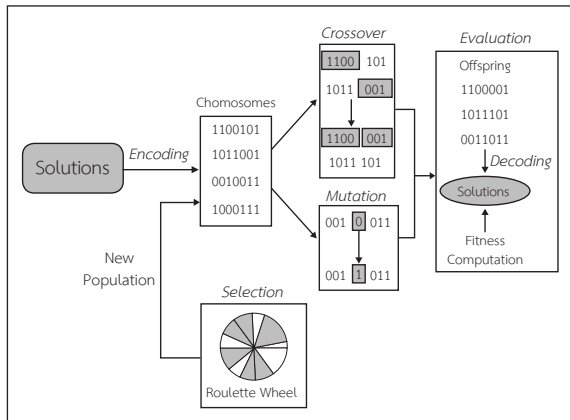 Crossover
1100 101
1011 001
1100 001
1011 101
Evaluation
Offspring
1100001
1011101
0011011
Decoding
Solutions
Fitness
Computation
Chomosomes
1100101
1011001
0010011
1000111
Solutions
Encoding
Mutation
001 0 011
001 1 011
New
Population
Selection
Roulette Wheel